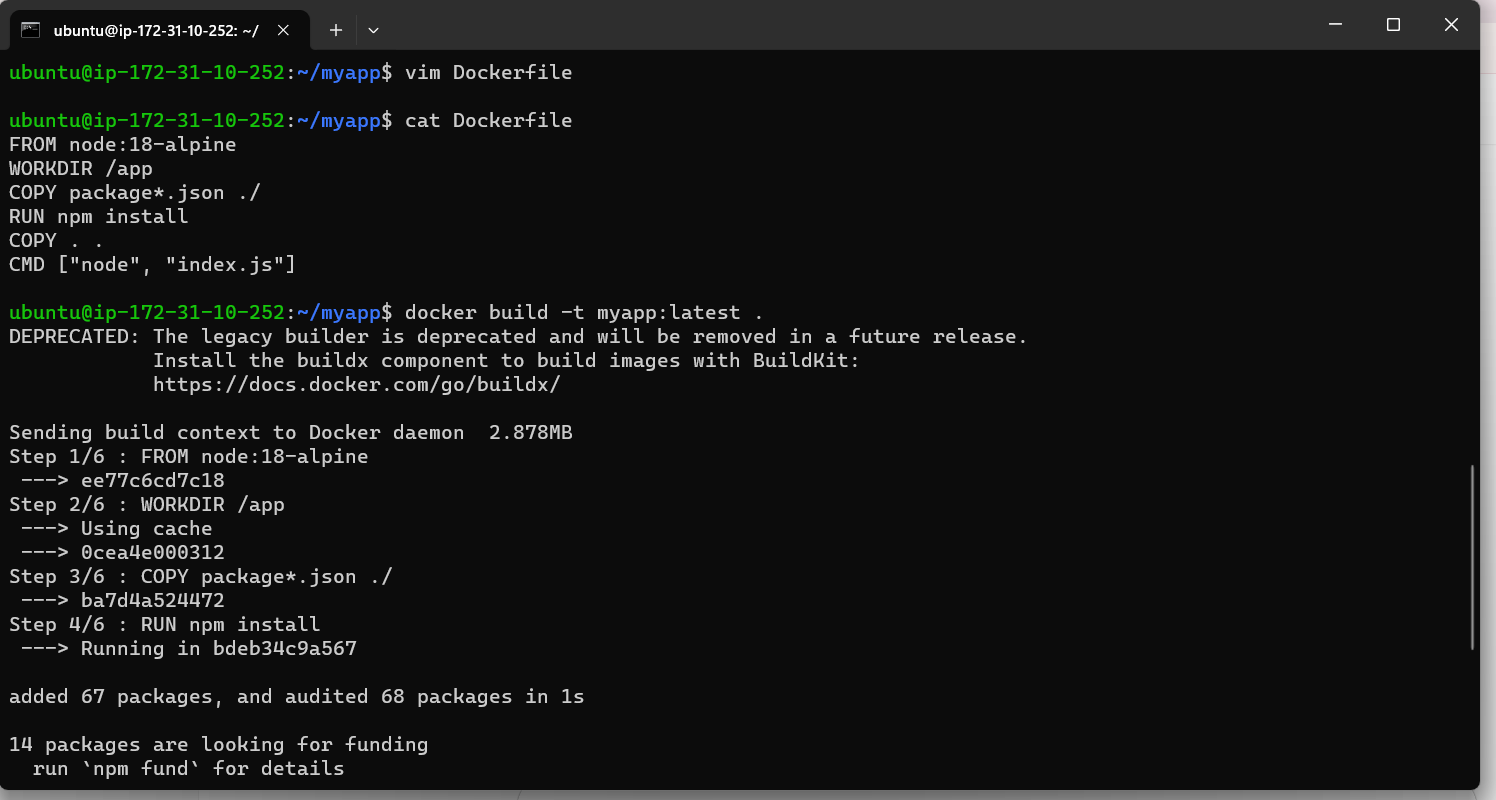 ubuntu@ip-172-31-10-252: ~/
ubuntu@ip-172-31-10-252:~/myapp$ vim Dockerfile
ubuntu@ip-172-31-10-252:~/myapp$ cat Dockerfile
FROM node:18-alpine
WORKDIR /app
COPY package*.json ./
RUN npm install
COPY . .
CMD ["node", "index.js"]
ubuntu@ip-172-31-10-252:~/myapp$ docker build -t myapp:latest .
DEPRECATED: The legacy builder is deprecated and will be removed in a future release.
            Install the buildx component to build images with BuildKit:
            https://docs.docker.com/go/buildx/
Sending build context to Docker daemon  2.878MB
Step 1/6 : FROM node:18-alpine
 ---> ee77c6cd7c18
Step 2/6 : WORKDIR /app
 ---> Using cache
 ---> 0cea4e000312
Step 3/6 : COPY package*.json ./
 ---> ba7d4a524472
Step 4/6 : RUN npm install
 ---> Running in bdeb34c9a567
added 67 packages, and audited 68 packages in 1s
14 packages are looking for funding
  run `npm fund` for details